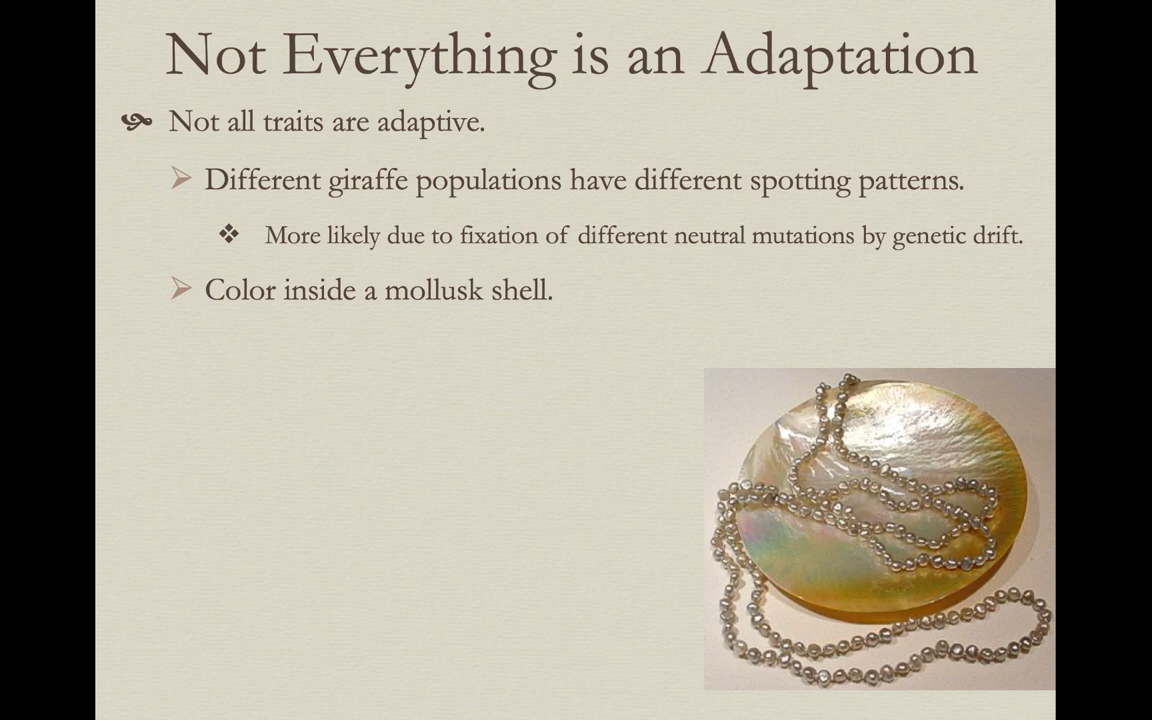 Not Everything is an Adaptation
Not all traits are adaptive.
Different giraffe populations have different spotting patterns.
More likely due to fixation of different neutral mutations by genetic drift.
Color inside a mollusk shell.